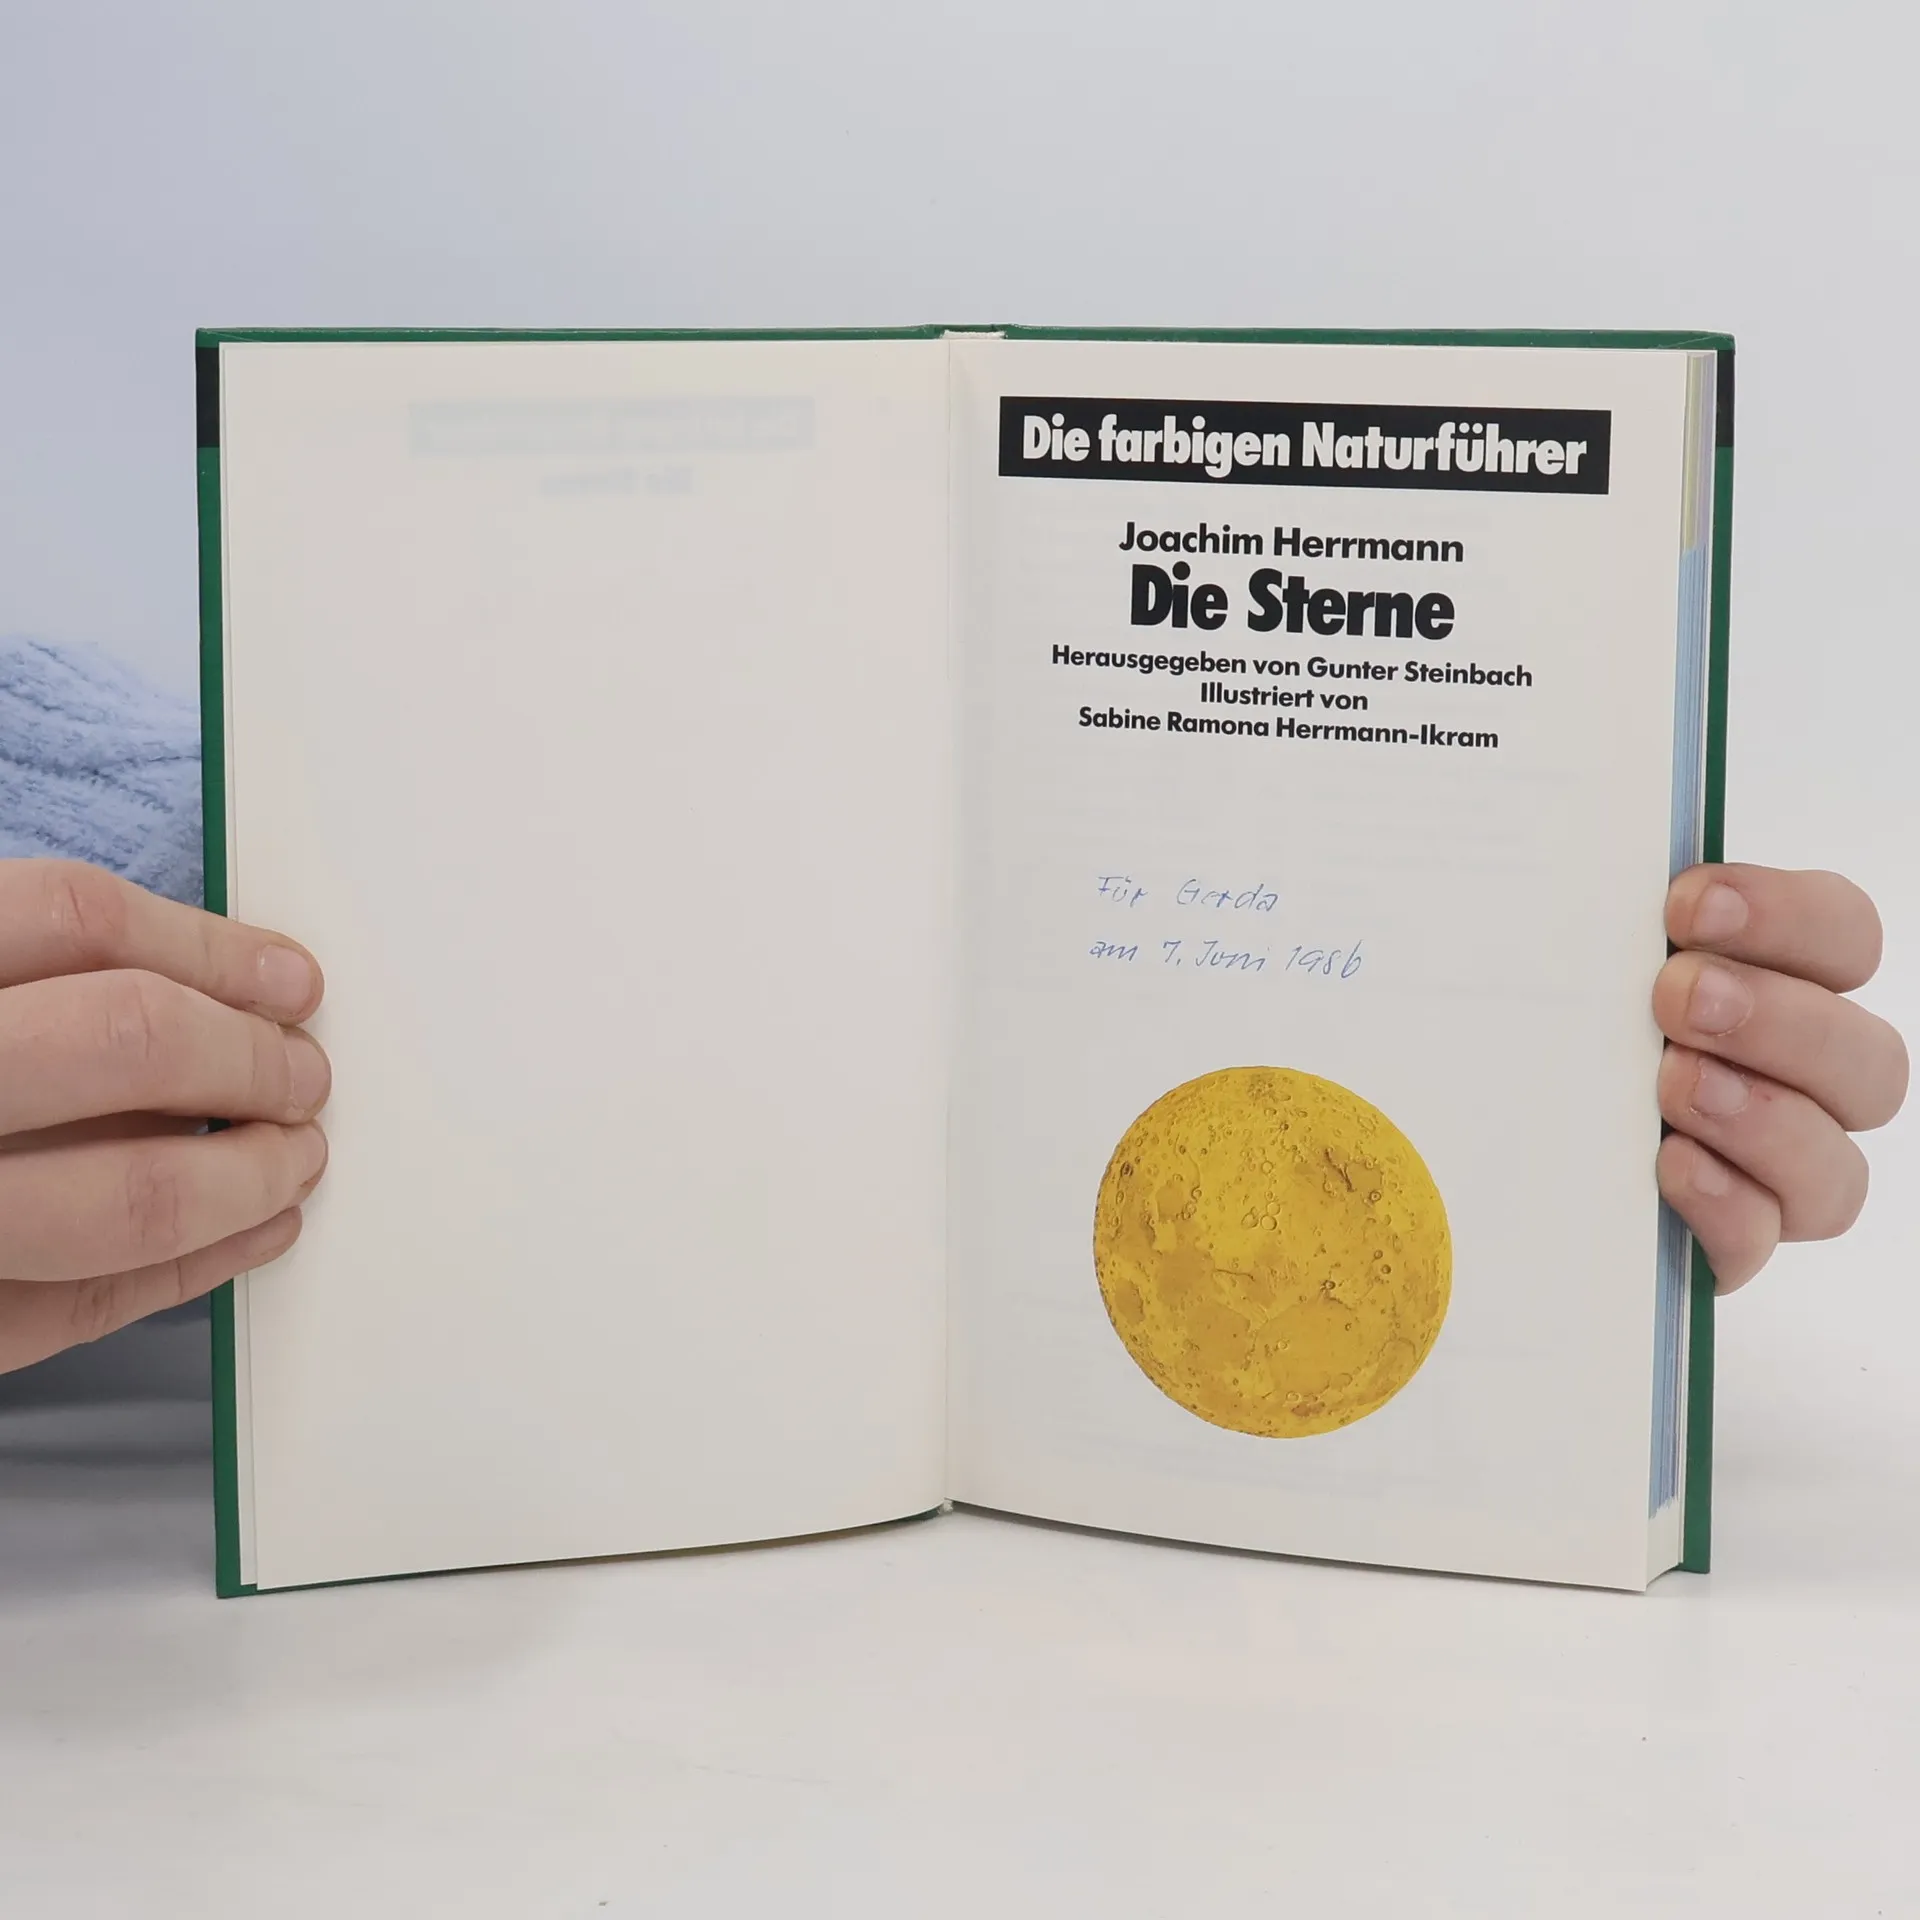 Die farbigen Naturführer
Joachim Herrmann
Die Sterne
Herausgegeben von Gunter Steinbach
Illustriert von
Sabine Ramona Herrmann-Ikram
Für Gerda
am 7. Juni 1986